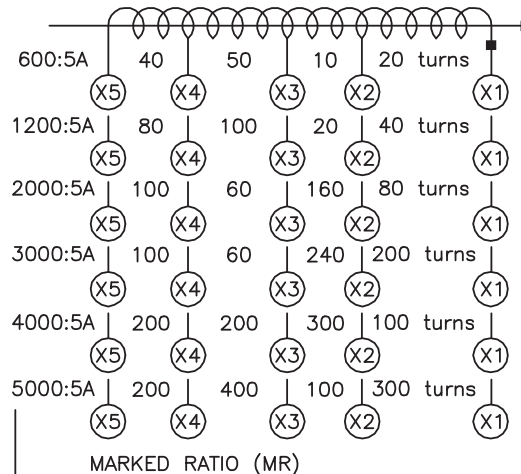 600:5A 40 50 10 20 turns
X5 X4 X3 X2 X1
1200:5A 80 100 20 40 turns
X5 X4 X3 X2 X1
2000:5A 100 60 160 80 turns
X5 X4 X3 X2 X1
3000:5A 100 60 240 200 turns
X5 X4 X3 X2 X1
4000:5A 200 200 300 100 turns
X5 X4 X3 X2 X1
5000:5A 200 400 100 300 turns
X5 X4 X3 X2 X1
MARKED RATIO (MR)